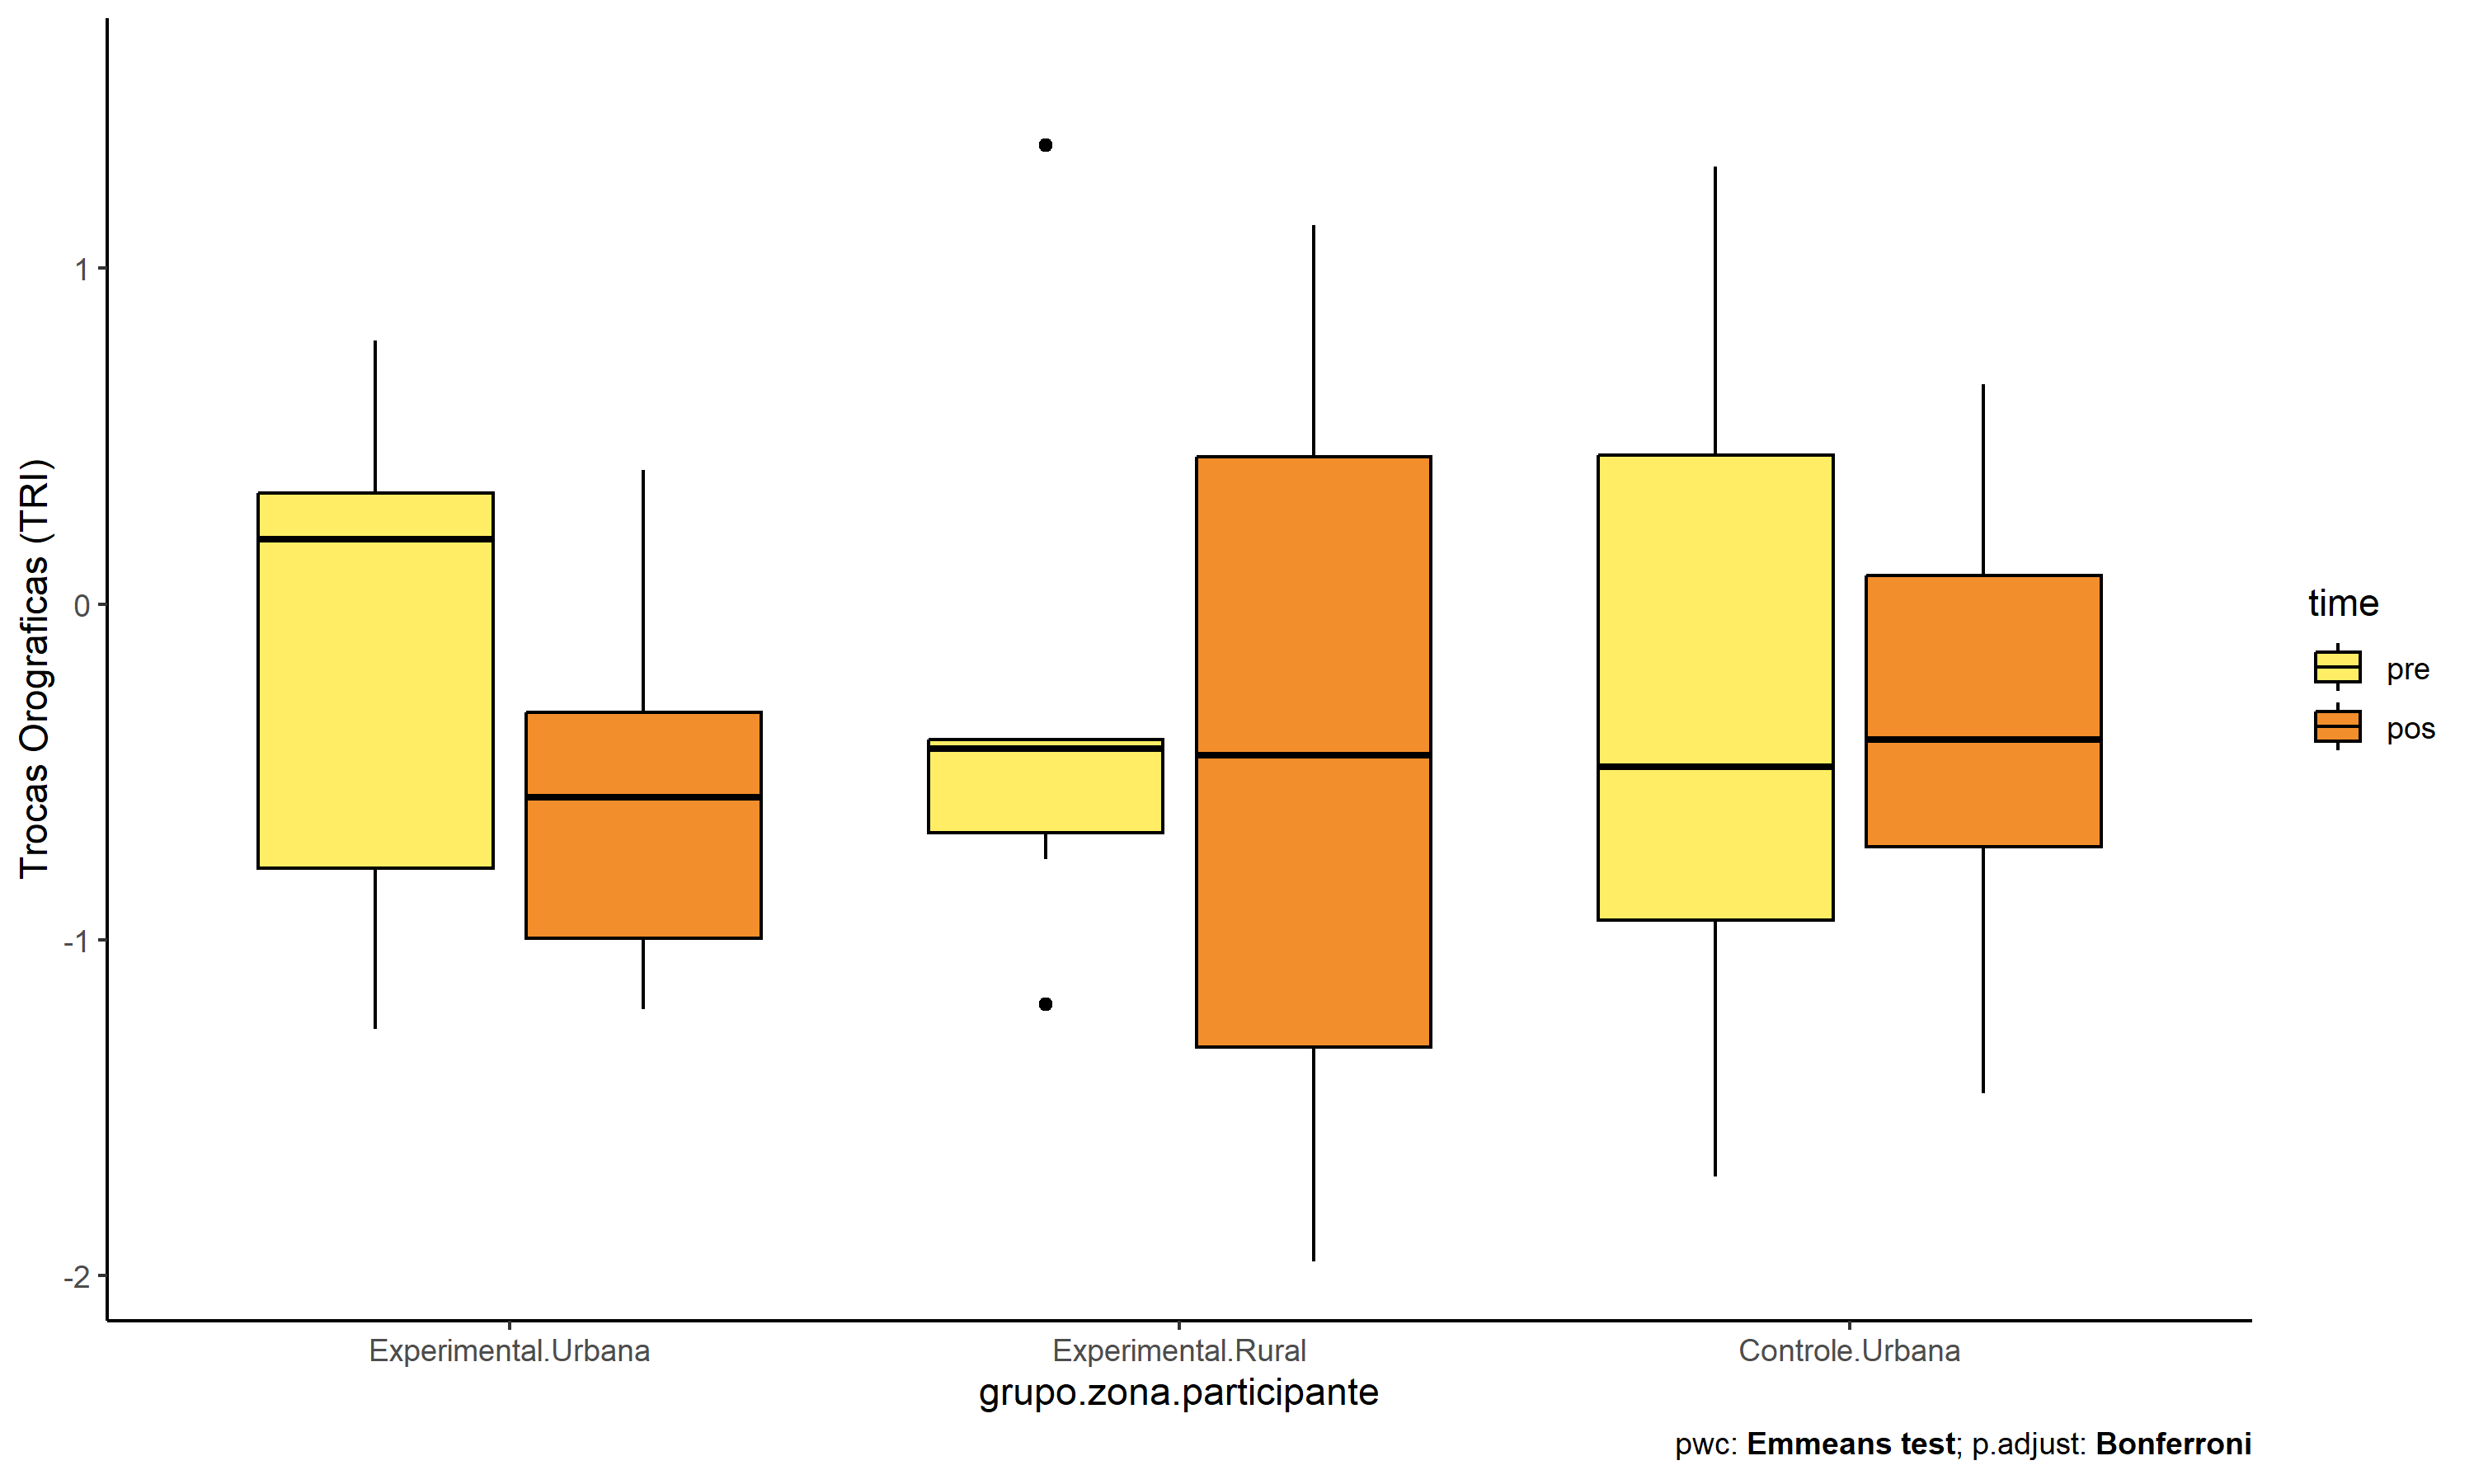 Trocas Orograficas (TRI)
1
0
-1
-2
Experimental.Urbana
Experimental.Rural
Controle.Urbana
grupo.zona.participante
time
pre
pos
pwc: Emmeans test; p.adjust: Bonferroni